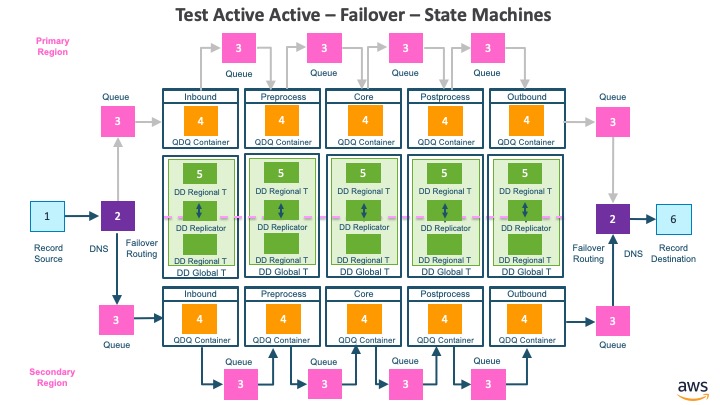 Test Active Active – Failover – State Machines
Primary
Region
3
3
3
3
Queue
Queue
Queue
Queue
Queue
3
Inbound
4
QDQ Container
Preprocess
4
QDQ Container
Core
4
QDQ Container
Postprocess
4
QDQ Container
Outbound
4
QDQ Container
Queue
3
5
DD Regional T
DD Replicator
DD Regional T
DD Global T
5
DD Regional T
DD Replicator
DD Regional T
DD Global T
5
DD Regional T
DD Replicator
DD Regional T
DD Global T
5
DD Regional T
DD Replicator
DD Regional T
DD Global T
5
DD Regional T
DD Replicator
DD Regional T
DD Global T
1
Record
Source
DNS
2
Failover
Routing
2
Failover
Routing
DNS
6
Record
Destination
3
Queue
Inbound
4
QDQ Container
Preprocess
4
QDQ Container
Core
4
QDQ Container
Postprocess
4
QDQ Container
Outbound
4
QDQ Container
3
Queue
Queue
Queue
Queue
Queue
3
3
3
3
Secondary
Region
aws